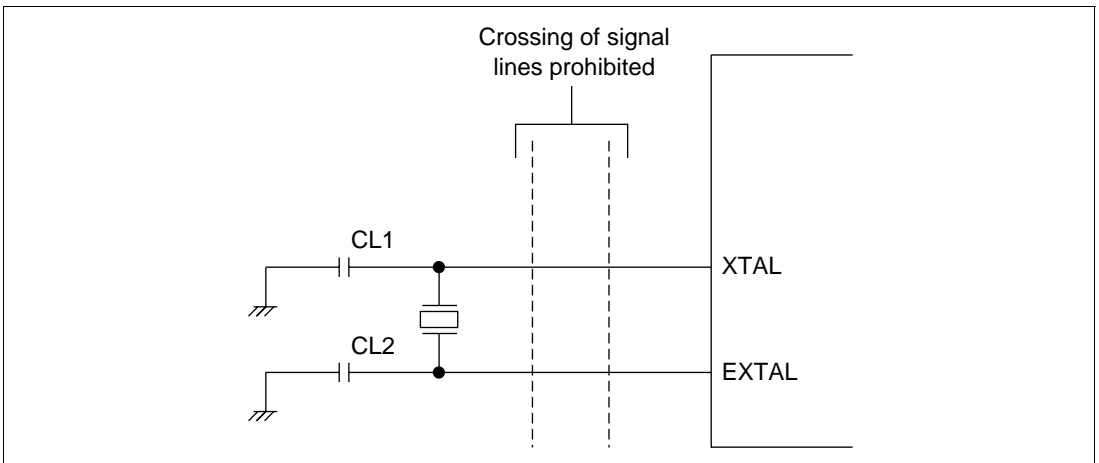 Crossing of signal
lines prohibited
CL1
XTAL
CL2
EXTAL